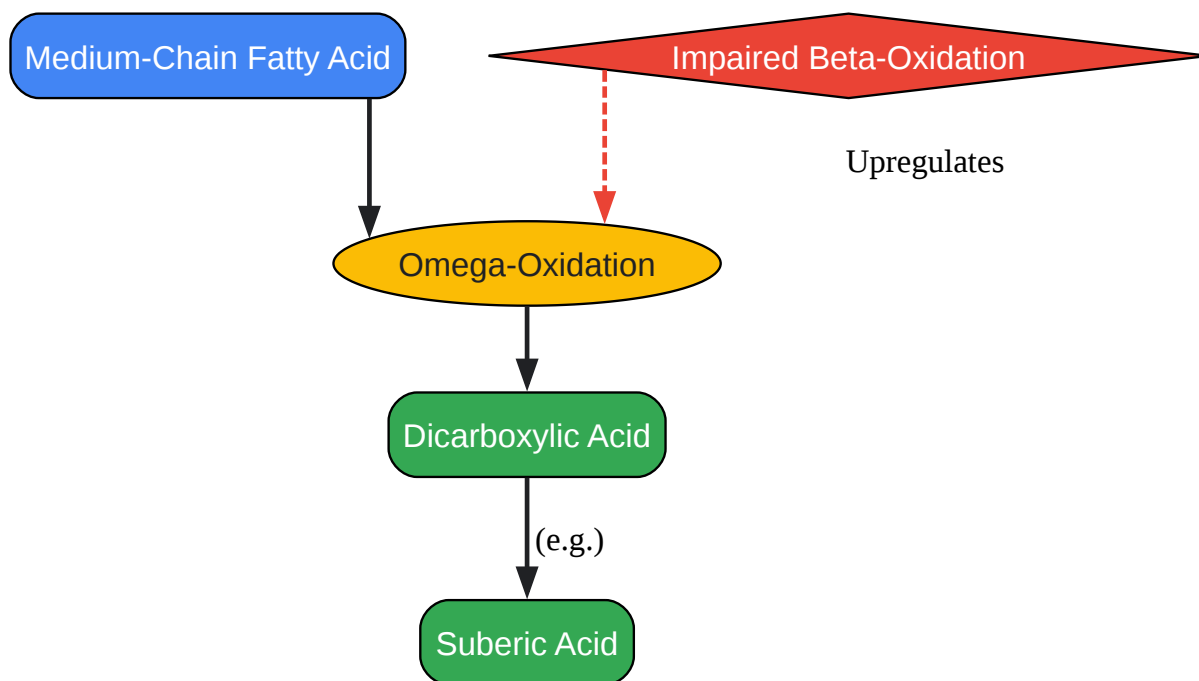 Medium-Chain Fatty Acid
Impaired Beta-Oxidation
Upregulates
Omega-Oxidation
Dicarboxylic Acid
(e.g.)
Suberic Acid